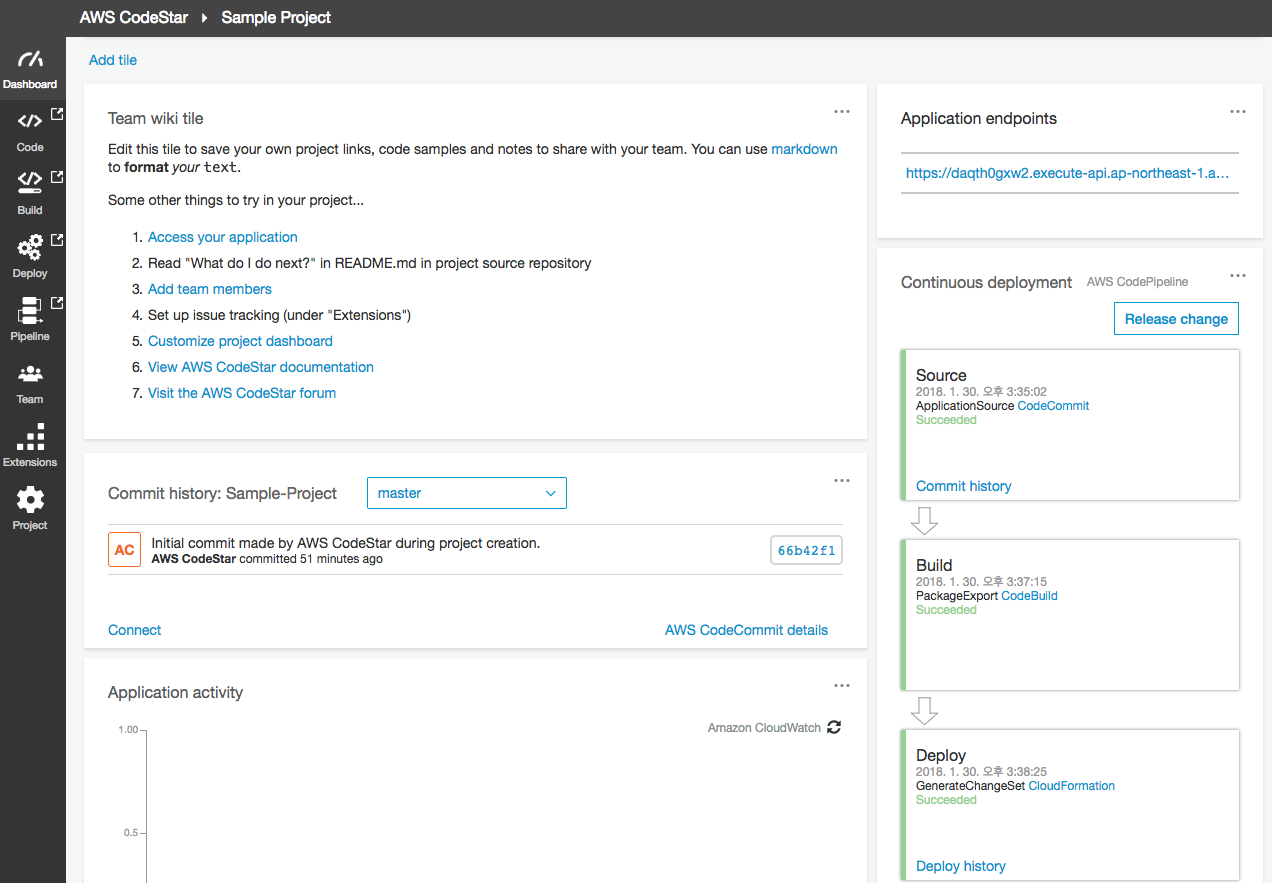 AWS CodeStar Sample Project
Dashboard
Code
Build
Deploy
Pipeline
Team
Extensions
Project
Add tile
Team wiki tile
Edit this tile to save your own project links, code samples and notes to share with your team. You can use markdown
to format your text.
Some other things to try in your project...
1. Access your application
2. Read "What do I do next?" in README.md in project source repository
3. Add team members
4. Set up issue tracking (under "Extensions")
5. Customize project dashboard
6. View AWS CodeStar documentation
7. Visit the AWS CodeStar forum
Commit history: Sample-Project
master
AC
Initial commit made by AWS CodeStar during project creation.
AWS CodeStar committed 51 minutes ago
66b42f1
Connect
AWS CodeCommit details
Application activity
Amazon CloudWatch
1.00
0.5
Application endpoints
https://daqth0gxw2.execute-api.ap-northeast-1.a...
Continuous deployment AWS CodePipeline
Release change
Source
2018. 1. 30. 오후 3:35:02
ApplicationSource CodeCommit
Succeeded
Commit history
Build
2018. 1. 30. 오후 3:37:15
PackageExport CodeBuild
Succeeded
Deploy
2018. 1. 30. 오후 3:38:25
GenerateChangeSet CloudFormation
Succeeded
Deploy history